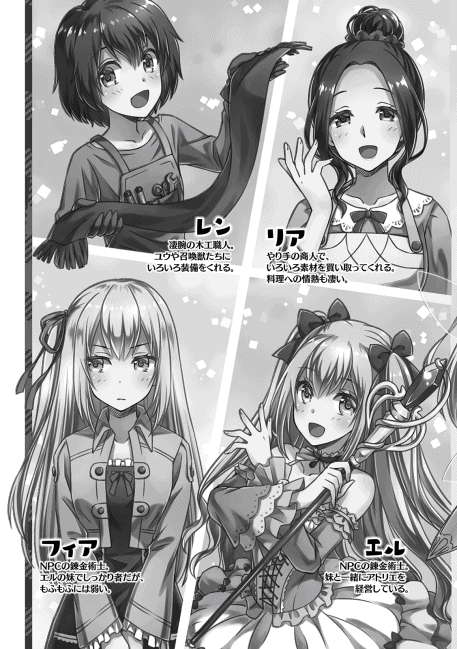 レン
凄腕の木工職人。
ユウや召喚獣たちに
いろいろ装備をくれる。
リア
やり手の商人で、
いろいろ素材を買い取ってくれる。
料理への情熱も凄い。
フィア
NPCの錬金術士。
エルの妹でしっかり者だが、
もふもふには弱い。
エル
NPCの錬金術士。
妹と一緒にアトリエを
経営している。